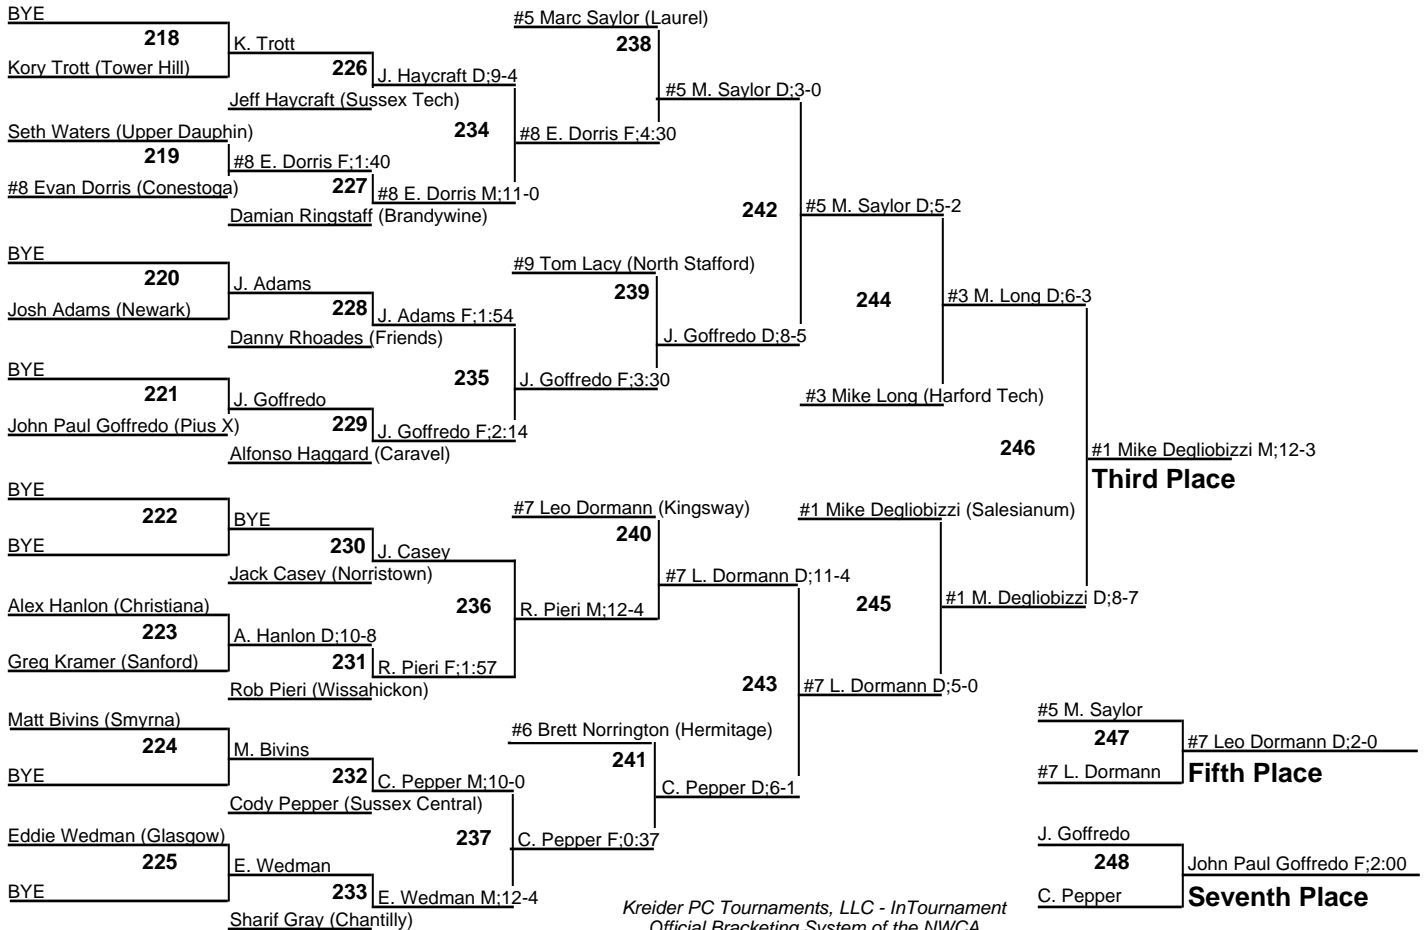 BYE
218
Kory Trott (Tower Hill)
K. Trott
226
Jeff Haycraft (Sussex Tech)
J. Haycraft D;9-4
Seth Waters (Upper Dauphin)
219
#8 Evan Dorris (Conestoga)
#8 E. Dorris F;1:40
227
Damian Ringstaff (Brandywine)
#8 E. Dorris M;11-0
234
#8 E. Dorris F;4:30
#5 Marc Saylor (Laurel)
238
#5 M. Saylor D;3-0
BYE
220
Josh Adams (Newark)
J. Adams
228
Danny Rhoades (Friends)
J. Adams F;1:54
BYE
221
John Paul Goffredo (Pius X)
J. Goffredo
229
Alfonso Haggard (Caravel)
J. Goffredo F;2:14
235
J. Goffredo F;3:30
#9 Tom Lacy (North Stafford)
239
J. Goffredo D;8-5
242
#5 M. Saylor D;5-2
244
#3 Mike Long (Harford Tech)
#3 M. Long D;6-3
BYE
222
BYE
BYE
230
Jack Casey (Norristown)
J. Casey
Alex Hanlon (Christiana)
223
Greg Kramer (Sanford)
A. Hanlon D;10-8
231
Rob Pieri (Wissahickon)
R. Pieri F;1:57
236
R. Pieri M;12-4
#7 Leo Dormann (Kingsway)
240
#7 L. Dormann D;11-4
Matt Bivins (Smyrna)
224
BYE
M. Bivins
232
Cody Pepper (Sussex Central)
C. Pepper M;10-0
Eddie Wedman (Glasgow)
225
BYE
E. Wedman
233
Sharif Gray (Chantilly)
E. Wedman M;12-4
237
C. Pepper F;0:37
#6 Brett Norrington (Hermitage)
241
C. Pepper D;6-1
243
#7 L. Dormann D;5-0
#1 Mike Degliobizzi (Salesianum)
245
#1 M. Degliobizzi D;8-7
246
#1 Mike Degliobizzi M;12-3
Third Place
#5 M. Saylor
247
#7 L. Dormann
#7 Leo Dormann D;2-0
Fifth Place
J. Goffredo
248
C. Pepper
John Paul Goffredo F;2:00
Seventh Place
Kreider PC Tournaments, LLC - InTournament
Official Bracketing System of the NWCA